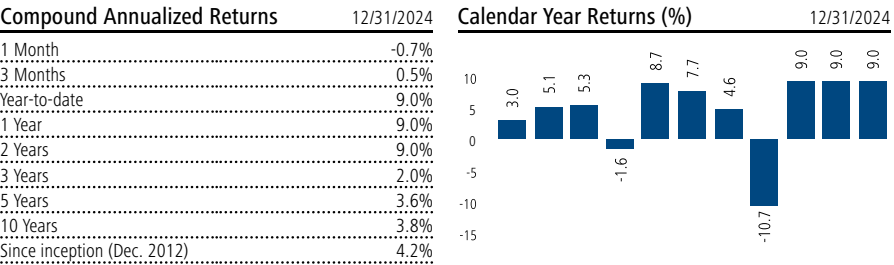 Compound Annualized Returns 12/31/2024
1 Month -0.7%
3 Months 0.5%
Year-to-date 9.0%
1 Year 9.0%
2 Years 9.0%
3 Years 2.0%
5 Years 3.6%
10 Years 3.8%
Since inception (Dec. 2012) 4.2%
Calendar Year Returns (%) 12/31/2024
10
5
0
-5
-10
-15
3.0
5.1
5.3
-1.6
8.7
7.7
4.6
-10.7
9.0
9.0
9.0